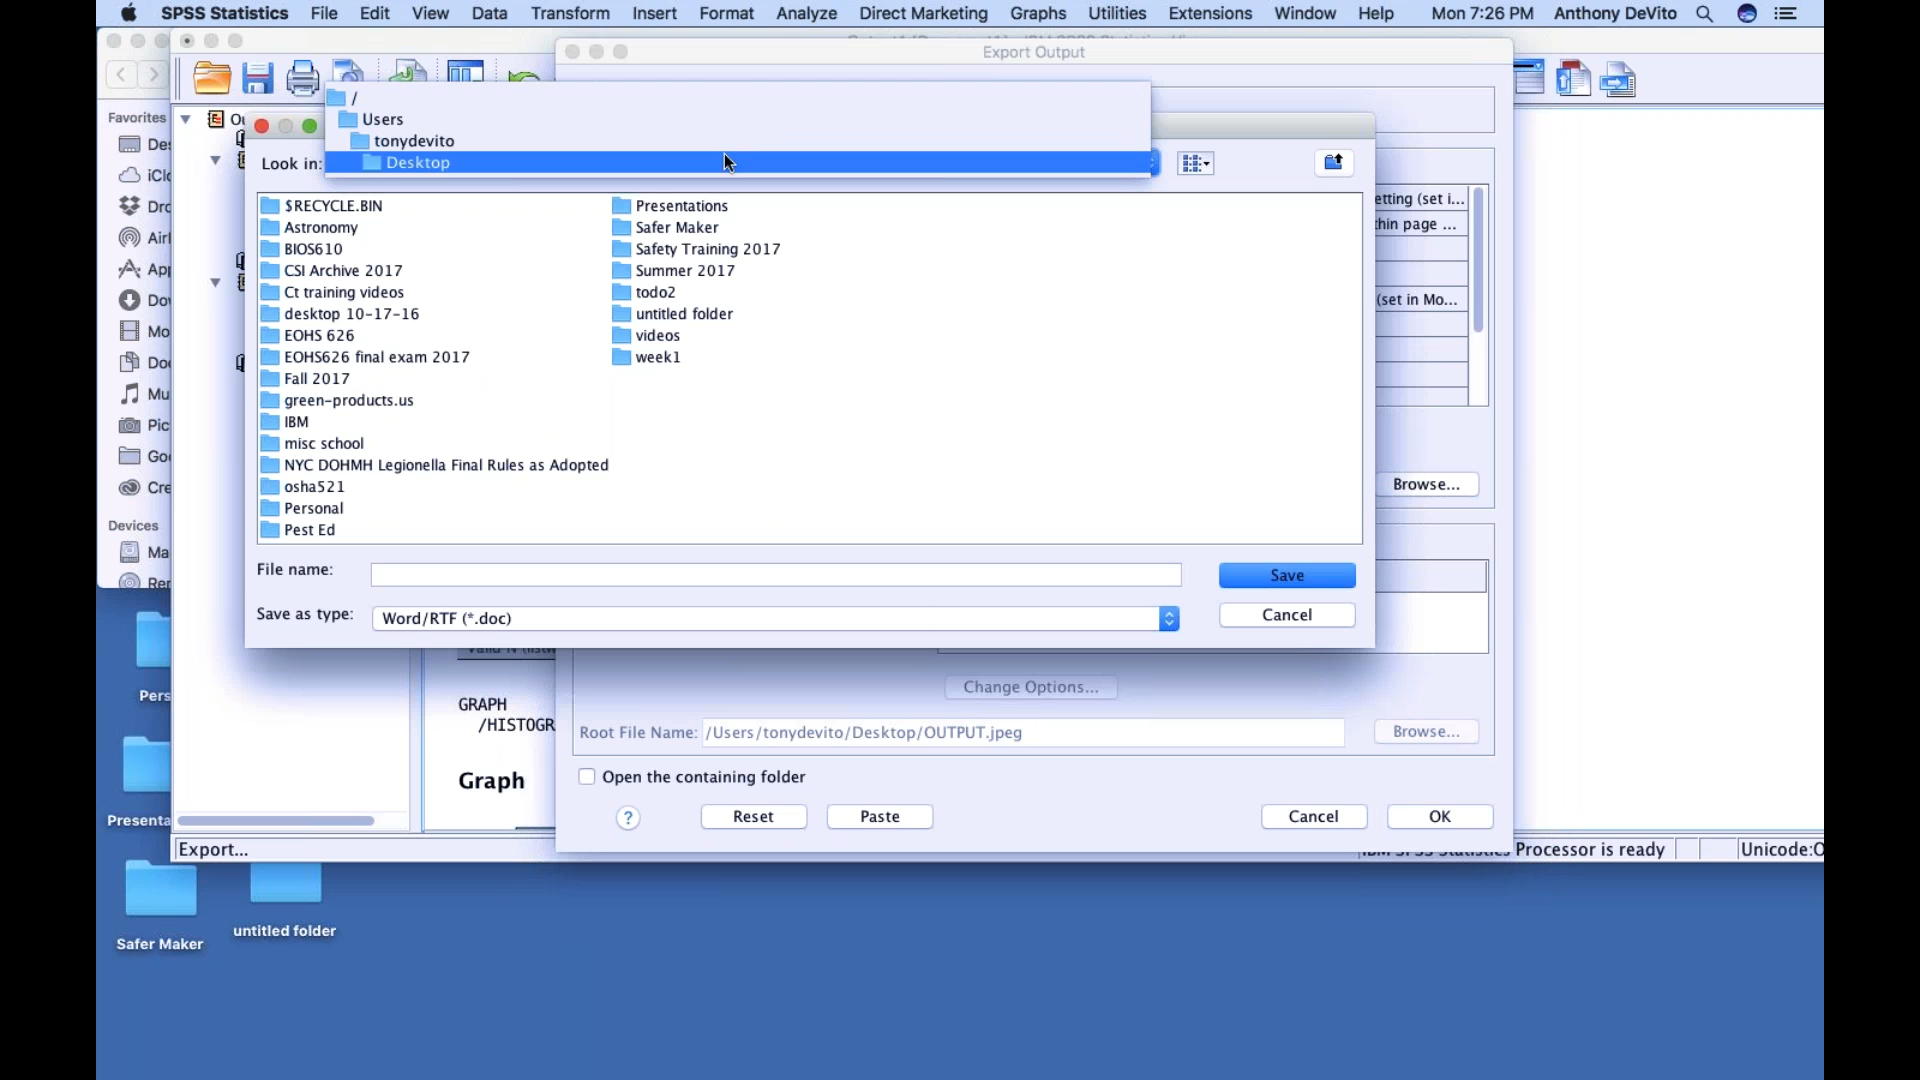 SPSS Statistics File Edit View Data Transform Insert Format Analyze Direct Marketing Graphs Utilities Extensions Window Help Mon 7:26 PM Anthony DeVito
Export Output
/
Users
tonydevito
Look in: Desktop
Favorites
$RECYCLE.BIN
Astronomy
BIOS610
CSI Archive 2017
Ct training videos
desktop 10-17-16
EOHS 626
EOHS626 final exam 2017
Fall 2017
green-products.us
IBM
misc school
NYC DOHMH Legionella Final Rules as Adopted
osha521
Personal
Pest Ed
Presentations
Safer Maker
Safety Training 2017
Summer 2017
todo2
untitled folder
videos
week1
etting (set i...
thin page ...
(set in Mo...
Browse...
Devices
File name:
Save
Save as type: Word/RTF (*.doc)
Cancel
GRAPH
/HISTOGR
Graph
Change Options...
Root File Name: /Users/tonydevito/Desktop/OUTPUT.jpeg
Browse...
Open the containing folder
? Reset Paste Cancel OK
Export...
Processor is ready
Unicode:O
Pers
Presenta
Safer Maker
untitled folder